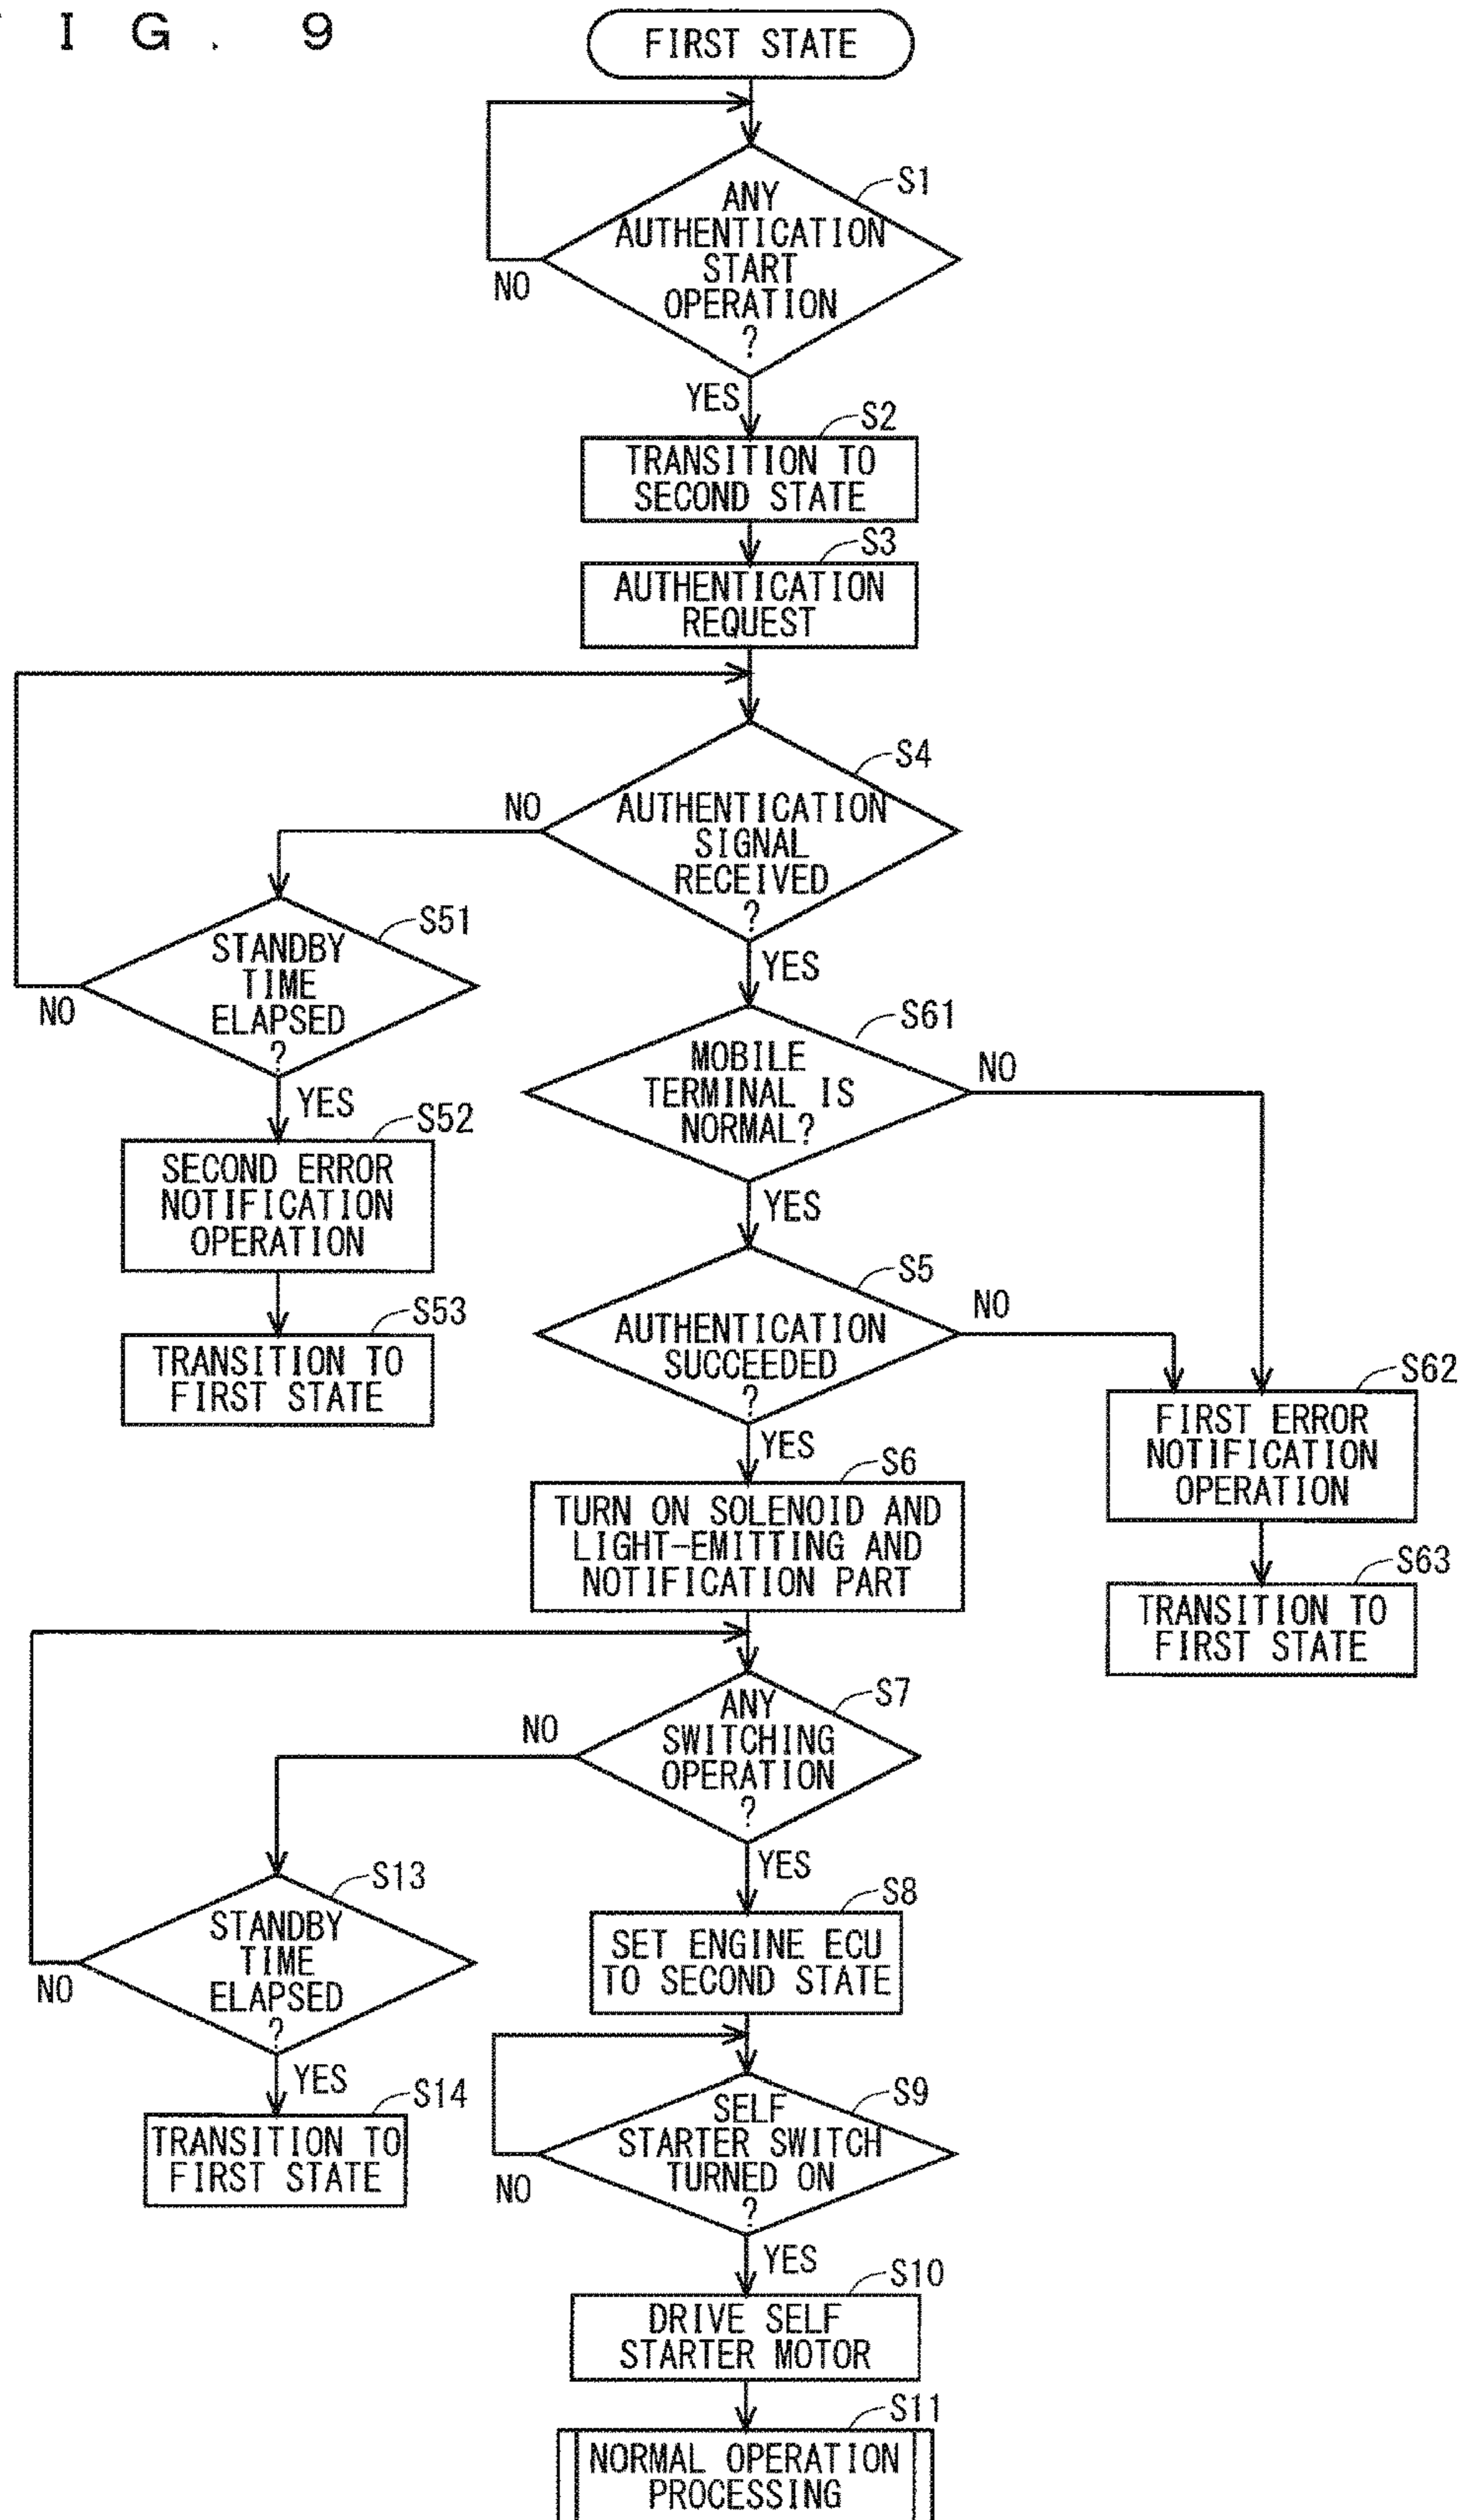 I G . 9
FIRST STATE
S1
ANY
AUTHENTICATION
START
OPERATION
?
NO
YES
S2
TRANSITION TO
SECOND STATE
S3
AUTHENTICATION
REQUEST
S4
NO
AUTHENTICATION
SIGNAL
RECEIVED
?
YES
S51
STANDBY
TIME
ELAPSED
?
NO
YES
S52
SECOND ERROR
NOTIFICATION
OPERATION
S53
TRANSITION TO
FIRST STATE
S61
MOBILE
TERMINAL IS
NORMAL?
NO
YES
S5
AUTHENTICATION
SUCCEEDED
?
NO
YES
S62
FIRST ERROR
NOTIFICATION
OPERATION
S63
TRANSITION TO
FIRST STATE
S6
TURN ON SOLENOID AND
LIGHT-EMITTING AND
NOTIFICATION PART
S7
ANY
SWITCHING
OPERATION
?
NO
YES
S13
STANDBY
TIME
ELAPSED
?
NO
YES
S14
TRANSITION TO
FIRST STATE
S8
SET ENGINE ECU
TO SECOND STATE
S9
SELF
STARTER SWITCH
TURNED ON
?
NO
YES
S10
DRIVE SELF
STARTER MOTOR
S11
NORMAL OPERATION
PROCESSING